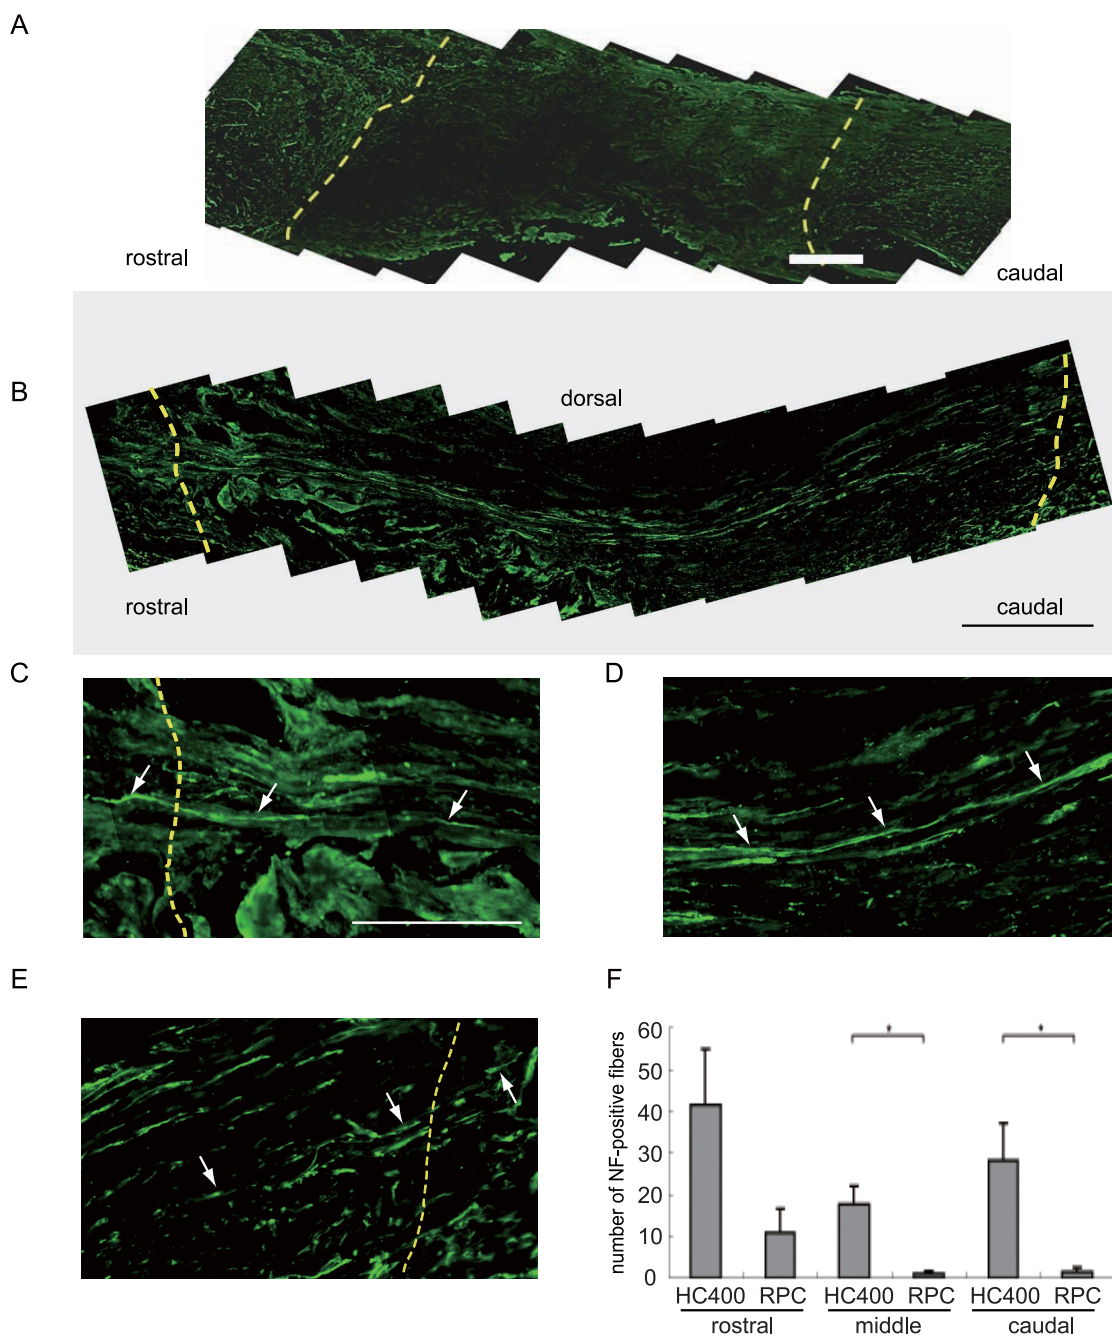 A
rostral
caudal
B
dorsal
rostral
caudal
C
D
E
F
number of NF-positive fibers
60
50
40
30
20
10
0
*
*
HC400 RPC HC400 RPC HC400 RPC
rostral middle caudal